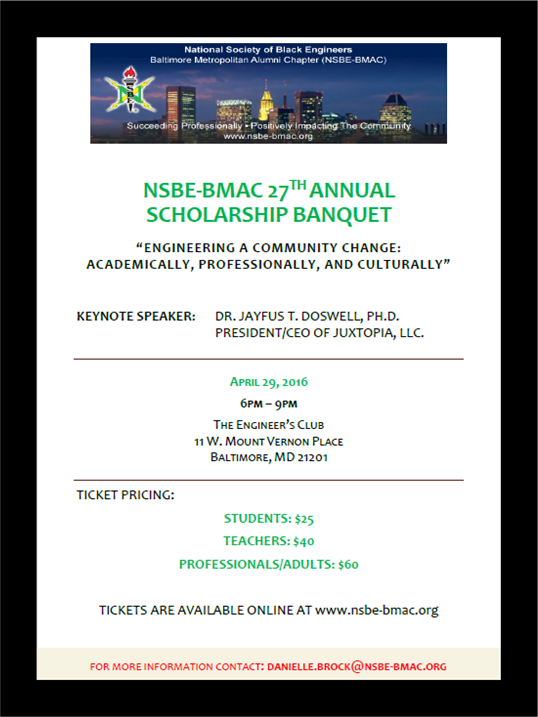 National Society of Black Engineers
Baltimore Metropolitan Alumni Chapter (NSBE-BMAC)
NSBE
Succeeding Professionally • Positively Impacting The Community
www.nsbe-bmac.org
NSBE-BMAC 27TH ANNUAL
SCHOLARSHIP BANQUET
“ENGINEERING A COMMUNITY CHANGE:
ACADEMICALLY, PROFESSIONALLY, AND CULTURALLY”
KEYNOTE SPEAKER: DR. JAYFUS T. DOSWELL, PH.D.
PRESIDENT/CEO OF JUXTOPIA, LLC.
APRIL 29, 2016
6PM – 9PM
THE ENGINEER’S CLUB
11 W. MOUNT VERNON PLACE
BALTIMORE, MD 21201
TICKET PRICING:
STUDENTS: $25
TEACHERS: $40
PROFESSIONALS/ADULTS: $60
TICKETS ARE AVAILABLE ONLINE AT www.nsbe-bmac.org
FOR MORE INFORMATION CONTACT: DANIELLE.BROCK@NSBE-BMAC.ORG